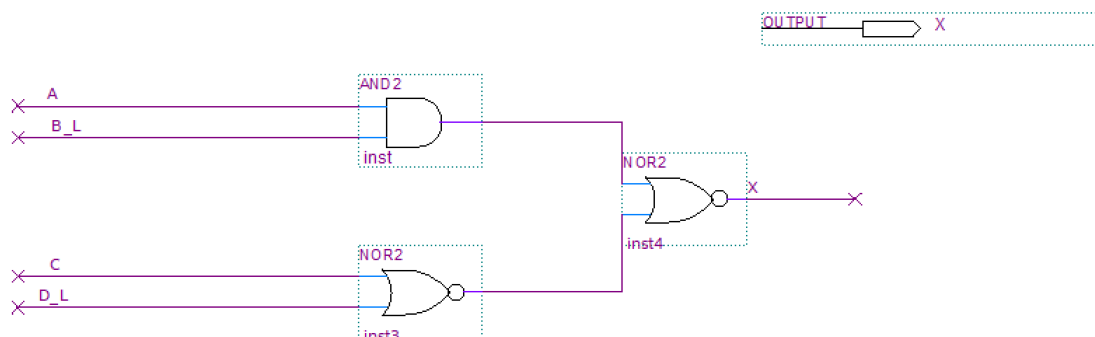 OUTPUT X
A
AND2
B_L
inst
NOR2
X
inst4
C
NOR2
D_L
inst3